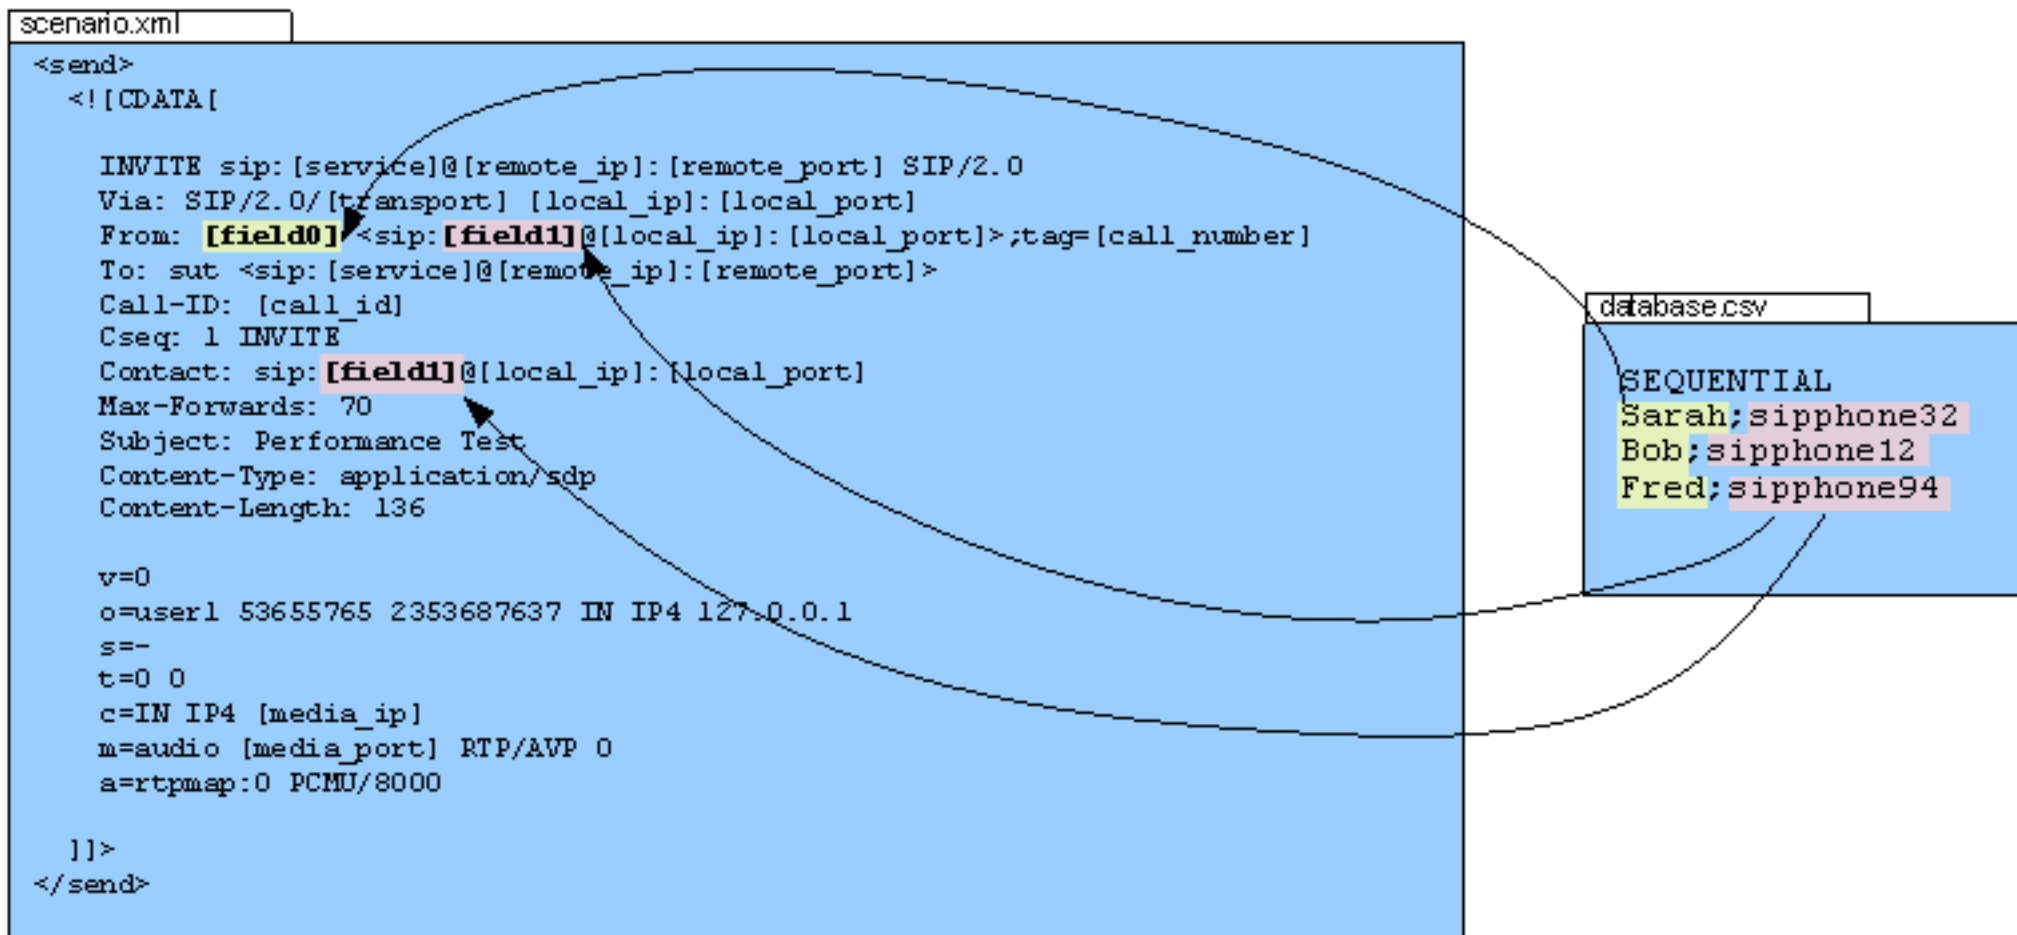 scenario.xml
<send>
<![CDATA[
INVITE sip:[service]@[remote_ip]:[remote_port] SIP/2.0
Via: SIP/2.0/[transport] [local_ip]:[local_port]
From: [field0] <sip:[field1]@[local_ip]:[local_port]>;tag=[call_number]
To: sut <sip:[service]@[remote_ip]:[remote_port]>
Call-ID: [call_id]
Cseq: 1 INVITE
Contact: sip:[field1]@[local_ip]:[local_port]
Max-Forwards: 70
Subject: Performance Test
Content-Type: application/sdp
Content-Length: 136
v=0
o=user1 53655765 2353687637 IN IP4 127.0.0.1
s=-
t=0 0
c=IN IP4 [media_ip]
m=audio [media_port] RTP/AVP 0
a=rtpmap:0 PCMU/8000
]]>
</send>
database.csv
SEQUENTIAL
Sarah;sipphone32
Bob;sipphone12
Fred;sipphone94